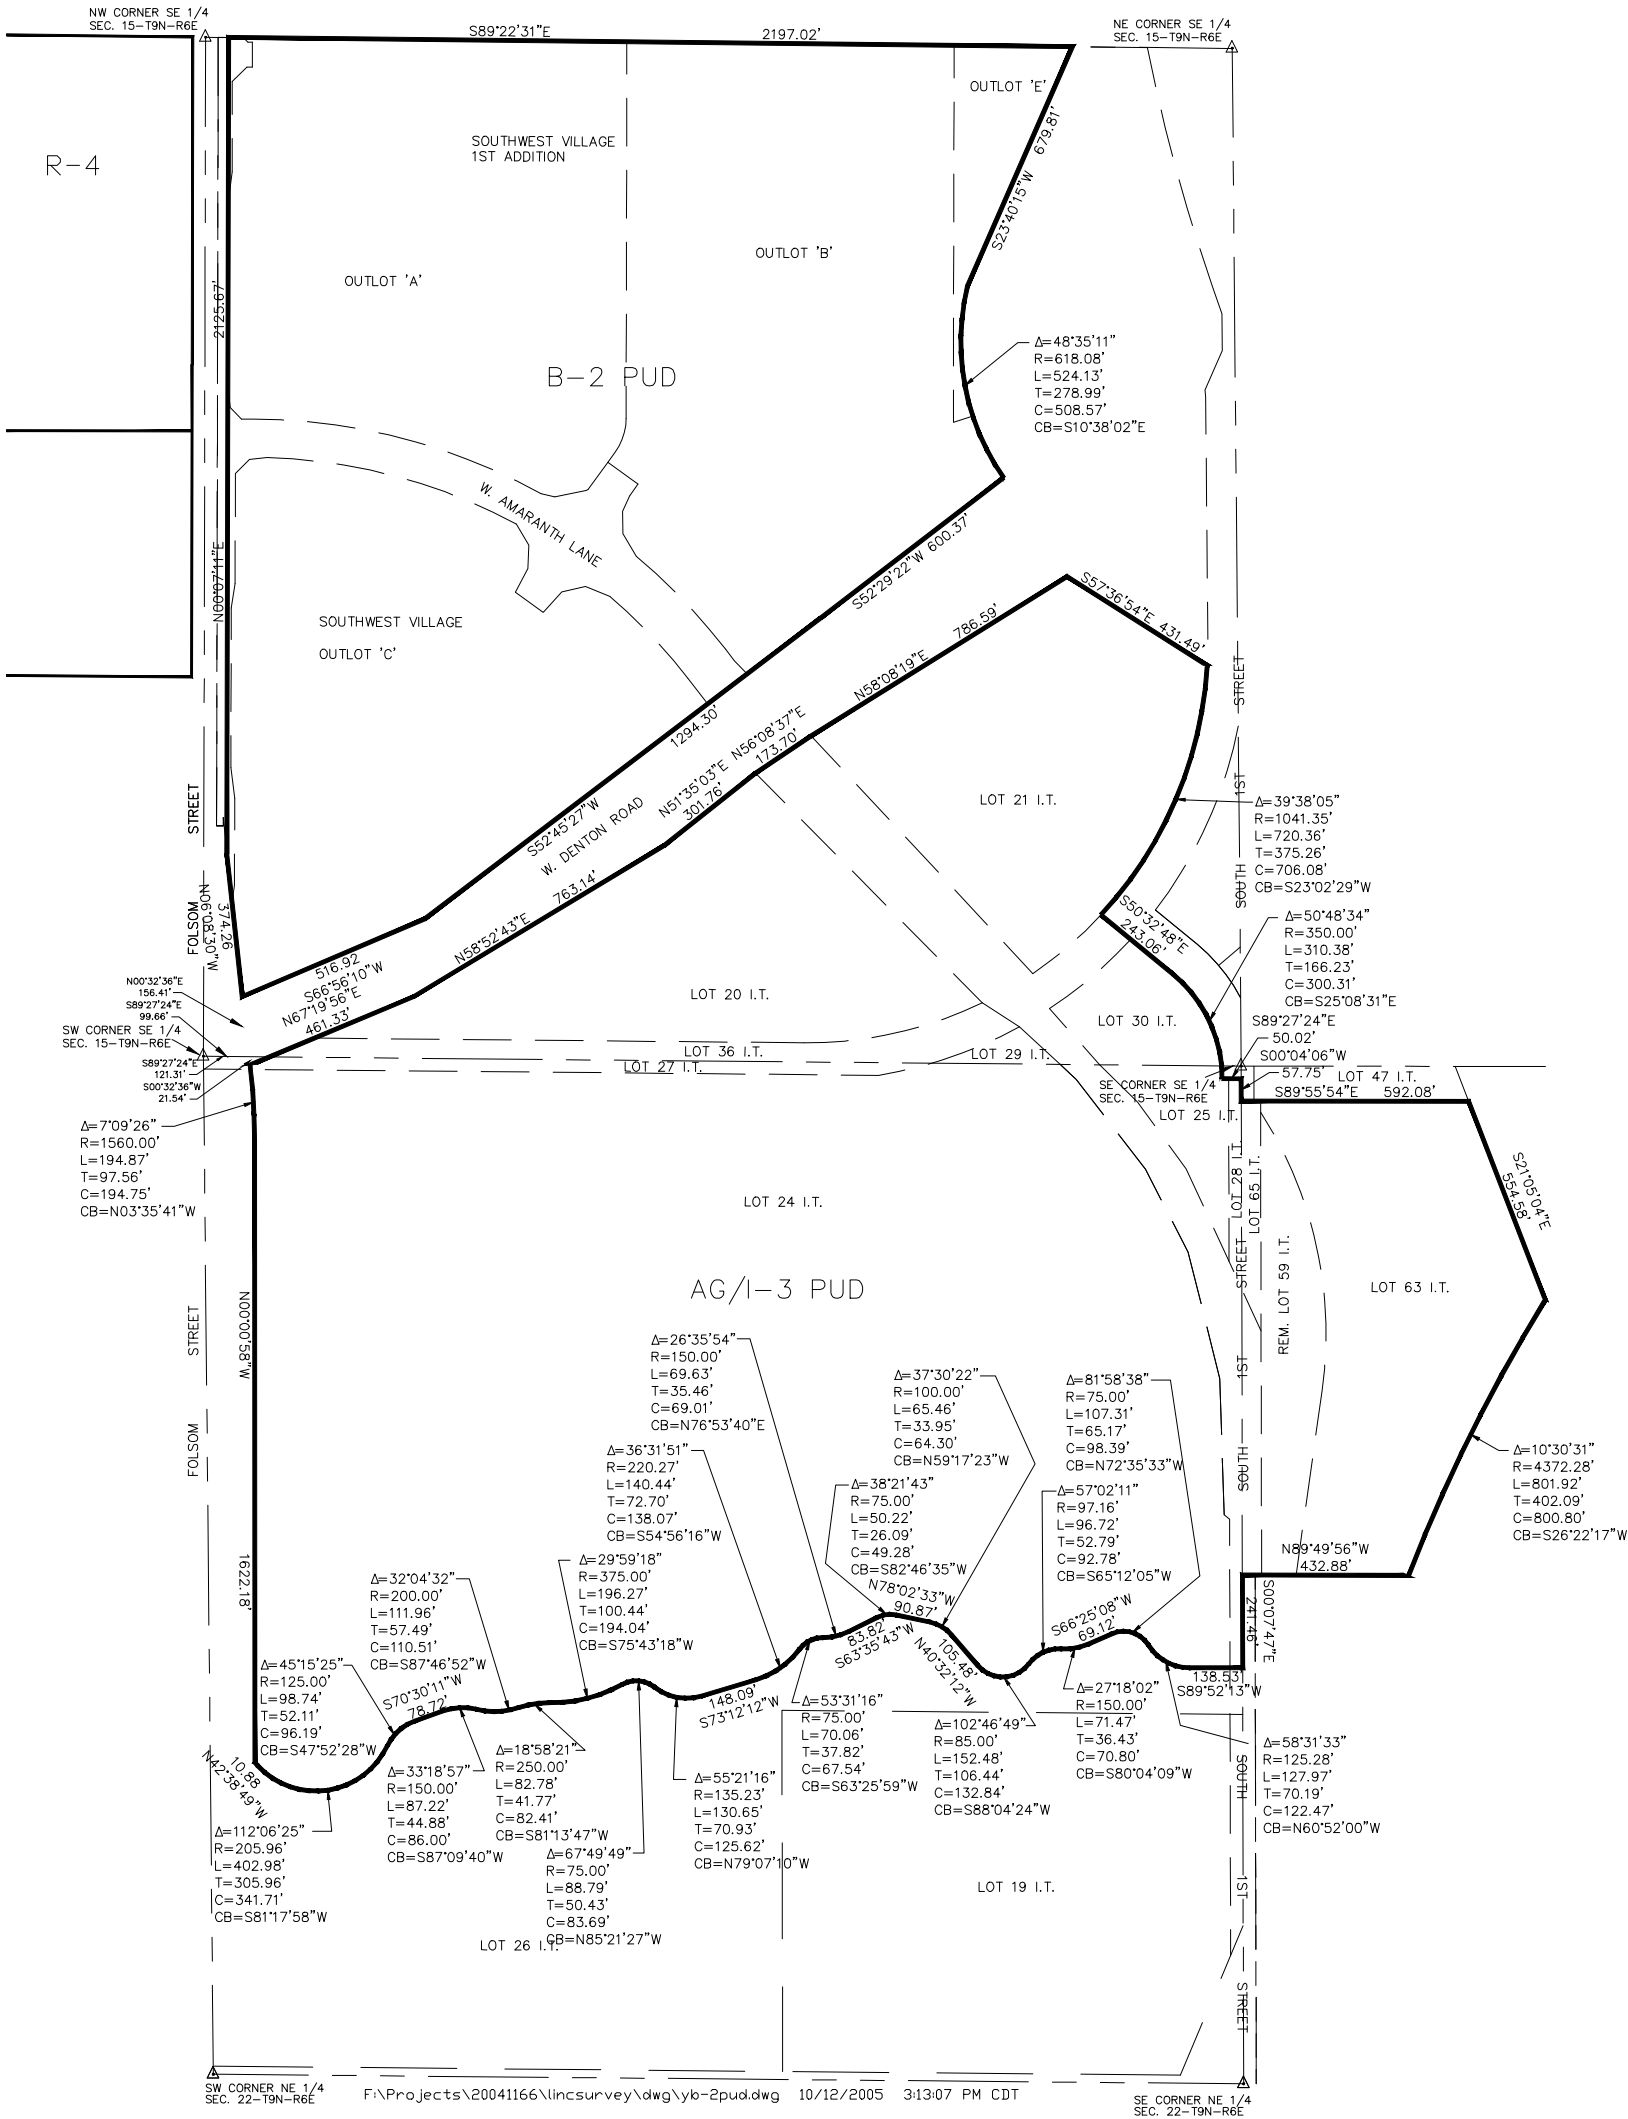 NW CORNER SE 1/4
SEC. 15-T9N-R6E
S89°22'31"E
2197.02'
NE CORNER SE 1/4
SEC. 15-T9N-R6E
OUTLOT 'E'
SOUTHWEST VILLAGE
1ST ADDITION
R-4
679.81'
S23°40'15"W
OUTLOT 'B'
OUTLOT 'A'
2125.67'
N00°07'11"E
B-2 PUD
Δ=48°35'11"
R=618.08'
L=524.13'
T=278.99'
C=508.57'
CB=S10°38'02"E
W. AMARANTH LANE
S52°29'22"W 600.37'
SOUTHWEST VILLAGE
OUTLOT 'C'
S57°36'54"E 431.49'
786.59'
N58°08'19"E
1294.30'
N56°08'37"E
173.70'
N51°35'03"E
301.76'
S52°45'27"W
W. DENTON ROAD
763.14'
N58°52'43"E
LOT 21 I.T.
SOUTH 1ST STREET
FOLSOM STREET
Δ=39°38'05"
R=1041.35'
L=720.36'
T=375.26'
C=706.08'
CB=S23°02'29"W
N06°08'30"W
374.26
516.92
S66°56'10"W
N67°19'56"E
461.33'
S50°32'48"E
243.06'
Δ=50°48'34"
R=350.00'
L=310.38'
T=166.23'
C=300.31'
CB=S25°08'31"E
N00°32'36"E
156.41'
S89°27'24"E
99.66'
SW CORNER SE 1/4
SEC. 15-T9N-R6E
S89°27'24"E
121.31'
S00°32'36"W
21.54'
LOT 20 I.T.
LOT 30 I.T.
LOT 36 I.T.
LOT 29 I.T.
LOT 27 I.T.
S89°27'24"E
50.02'
S00°04'06"W
57.75'
LOT 47 I.T.
SE CORNER SE 1/4
SEC. 15-T9N-R6E
S89°55'54"E 592.08'
LOT 25 I.T.
LOT 28 I.T.
LOT 65 I.T.
REM. LOT 59 I.T.
S21°05'04"E
554.58'
Δ=7°09'26"
R=1560.00'
L=194.87'
T=97.56'
C=194.75'
CB=N03°35'41"W
LOT 24 I.T.
AG/I-3 PUD
LOT 63 I.T.
SOUTH 1ST STREET
FOLSOM STREET
N00°00'58"W
1622.18'
Δ=26°35'54"
R=150.00'
L=69.63'
T=35.46'
C=69.01'
CB=N76°53'40"E
Δ=37°30'22"
R=100.00'
L=65.46'
T=33.95'
C=64.30'
CB=N59°17'23"W
Δ=81°58'38"
R=75.00'
L=107.31'
T=65.17'
C=98.39'
CB=N72°35'33"W
Δ=36°31'51"
R=220.27'
L=140.44'
T=72.70'
C=138.07'
CB=S54°56'16"W
Δ=38°21'43"
R=75.00'
L=50.22'
T=26.09'
C=49.28'
CB=S82°46'35"W
Δ=57°02'11"
R=97.16'
L=96.72'
T=52.79'
C=92.78'
CB=S65°12'05"W
Δ=10°30'31"
R=4372.28'
L=801.92'
T=402.09'
C=800.80'
CB=S26°22'17"W
N89°49'56"W
432.88'
S00°07'47"E
241.46'
Δ=29°59'18"
R=375.00'
L=196.27'
T=100.44'
C=194.04'
CB=S75°43'18"W
Δ=32°04'32"
R=200.00'
L=111.96'
T=57.49'
C=110.51'
CB=S87°46'52"W
N78°02'33"W
90.87'
83.82'
S63°35'43"W
105.48'
N40°32'12"W
S66°25'08"W
69.12'
138.53'
S89°52'13"W
Δ=45°15'25"
R=125.00'
L=98.74'
T=52.11'
C=96.19'
CB=S47°52'28"W
S70°30'11"W
78.72'
148.09'
S73°12'12"W
Δ=53°31'16"
R=75.00'
L=70.06'
T=37.82'
C=67.54'
CB=S63°25'59"W
Δ=102°46'49"
R=85.00'
L=152.48'
T=106.44'
C=132.84'
CB=S88°04'24"W
Δ=27°18'02"
R=150.00'
L=71.47'
T=36.43'
C=70.80'
CB=S80°04'09"W
Δ=58°31'33"
R=125.28'
L=127.97'
T=70.19'
C=122.47'
CB=N60°52'00"W
10.88
N42°38'49"W
Δ=33°18'57"
R=150.00'
L=87.22'
T=44.88'
C=86.00'
CB=S87°09'40"W
Δ=18°58'21"
R=250.00'
L=82.78'
T=41.77'
C=82.41'
CB=S81°13'47"W
Δ=55°21'16"
R=135.23'
L=130.65'
T=70.93'
C=125.62'
CB=N79°07'10"W
Δ=112°06'25"
R=205.96'
L=402.98'
T=305.96'
C=341.71'
CB=S81°17'58"W
Δ=67°49'49"
R=75.00'
L=88.79'
T=50.43'
C=83.69'
CB=N85°21'27"W
LOT 26 I.T.
LOT 19 I.T.
SOUTH 1ST STREET
SW CORNER NE 1/4
SEC. 22-T9N-R6E
F:\Projects\20041166\lincsurvey\dwg\yb-2pud.dwg 10/12/2005 3:13:07 PM CDT
SE CORNER NE 1/4
SEC. 22-T9N-R6E